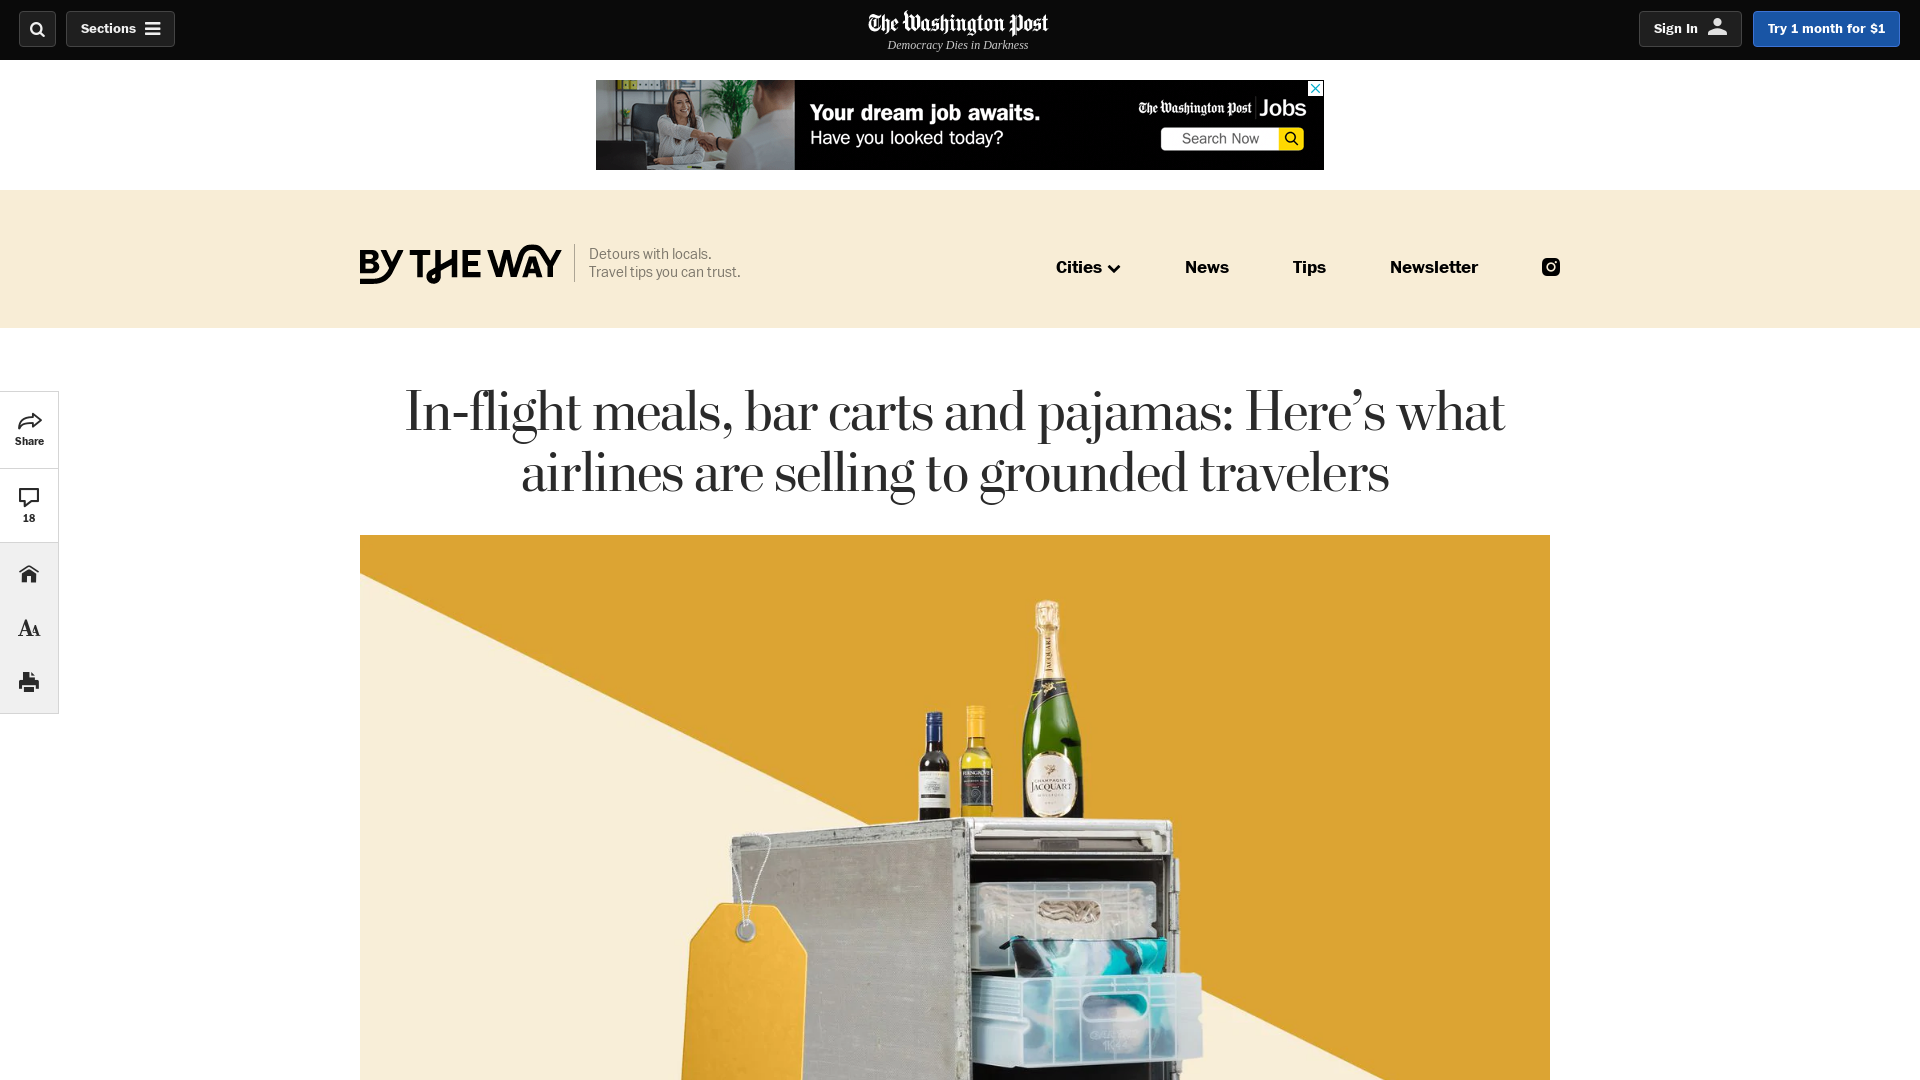 Sections
The Washington Post
Democracy Dies in Darkness
Sign In
Try 1 month for $1
Your dream job awaits.
Have you looked today?
The Washington Post Jobs
Search Now
BY THE WAY
Detours with locals.
Travel tips you can trust.
Cities
News
Tips
Newsletter
Share
18
In-flight meals, bar carts and pajamas: Here’s what
airlines are selling to grounded travelers
AA
JACQUART
CHAMPAGNE
JACQUART